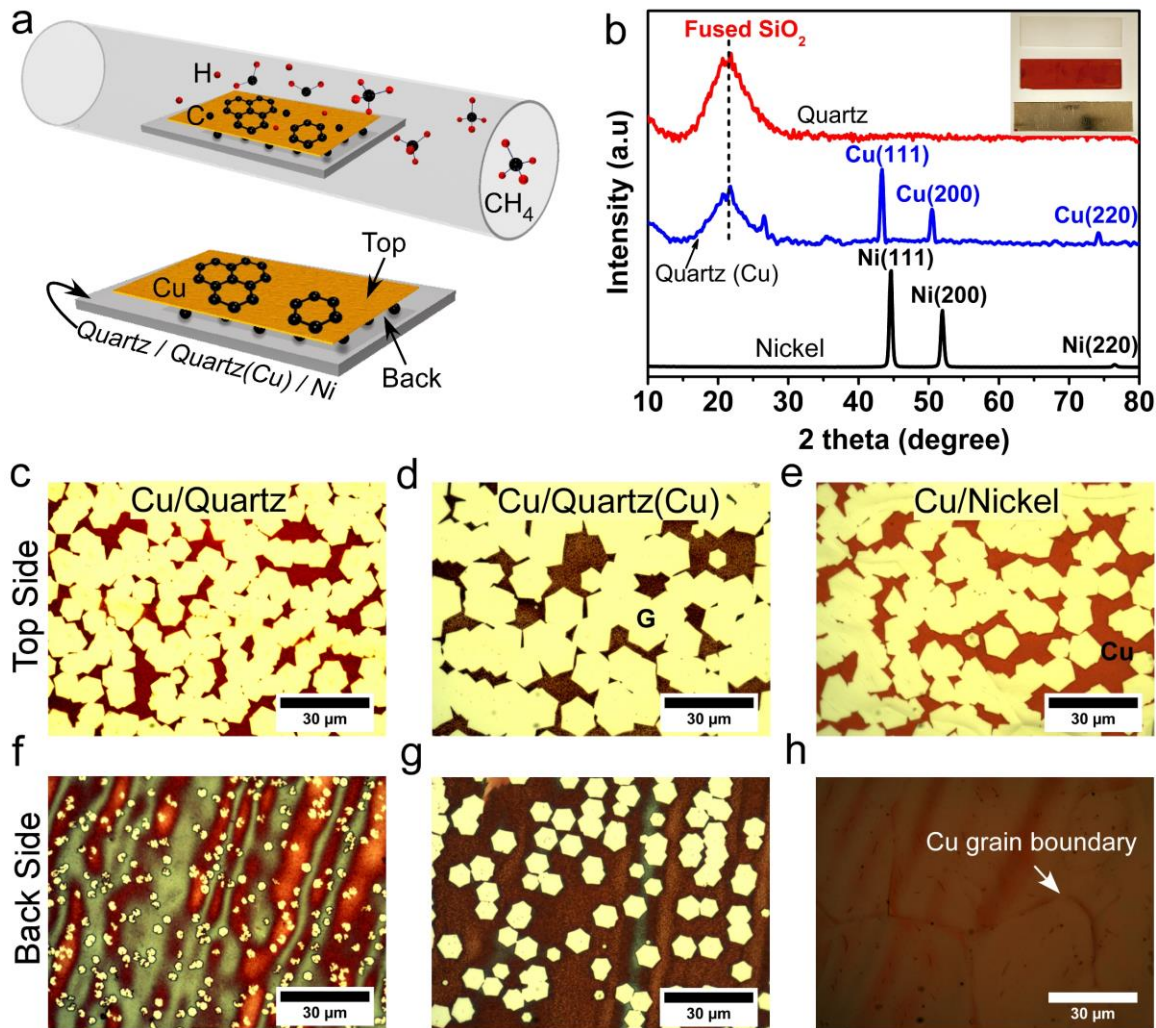 a
H
C
CH₄
Top
Cu
Quartz / Quartz(Cu) / Ni
Back
b
Fused SiO₂
Quartz
Cu(111)
Cu(200)
Cu(220)
Quartz (Cu)
Ni(111)
Ni(200)
Nickel
Ni(220)
Intensity (a.u)
10 20 30 40 50 60 70 80
2 theta (degree)
c
Cu/Quartz
d
Cu/Quartz(Cu)
e
Cu/Nickel
Top Side
G
Cu
30 µm
30 µm
30 µm
f
g
h
Back Side
Cu grain boundary
30 µm
30 µm
30 µm